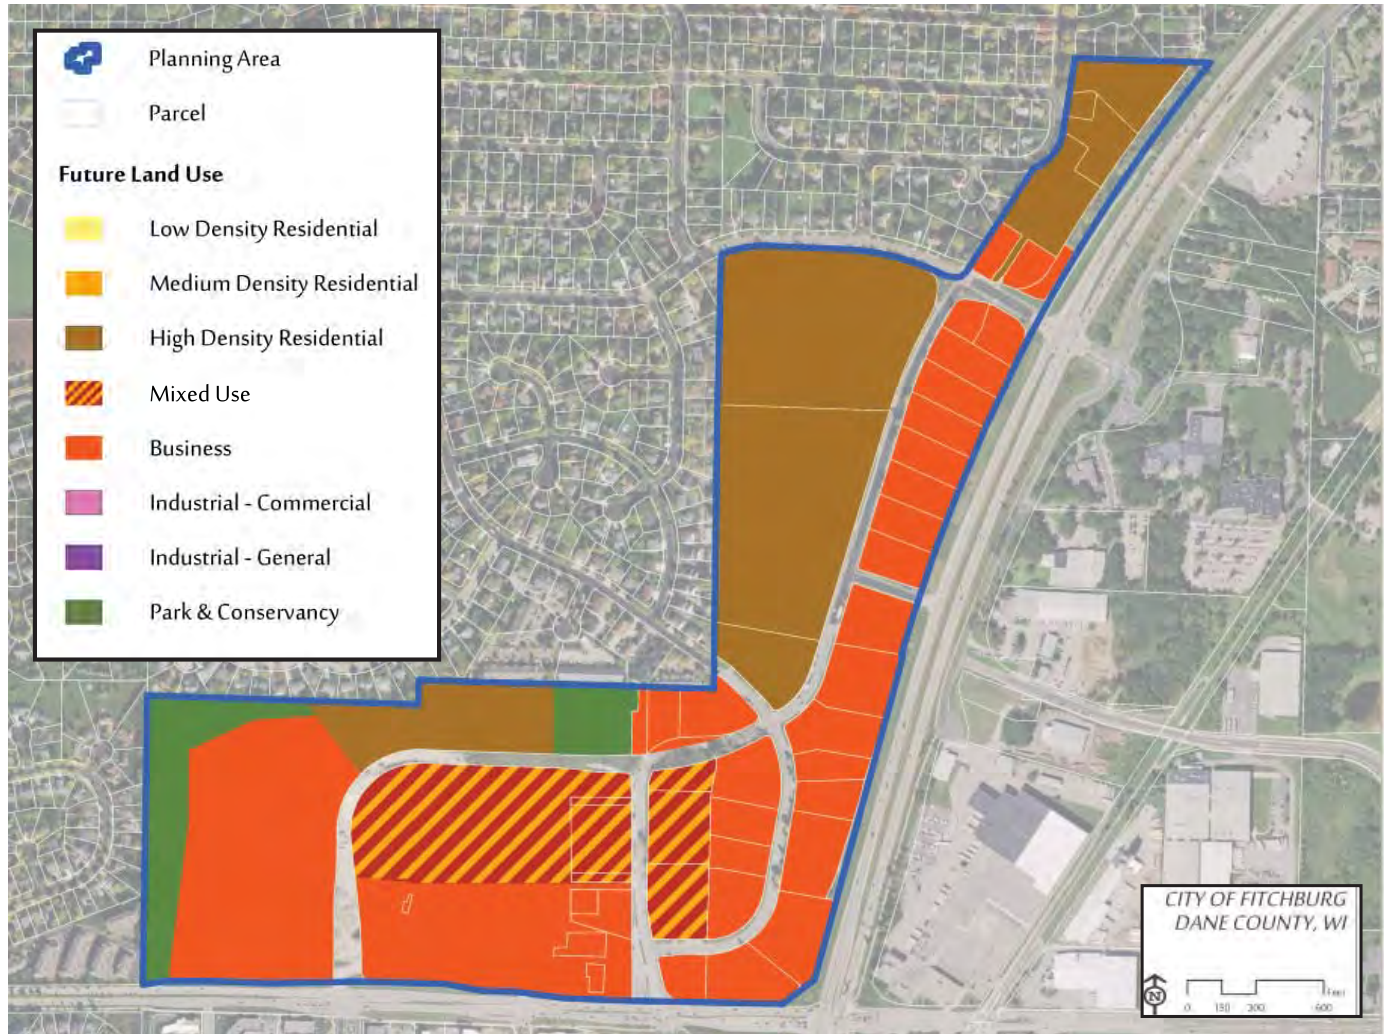 Planning Area
Parcel
Future Land Use
Low Density Residential
Medium Density Residential
High Density Residential
Mixed Use
Business
Industrial - Commercial
Industrial - General
Park & Conservancy
CITY OF FITCHBURG
DANE COUNTY, WI
N
Feet
0 150 300 600